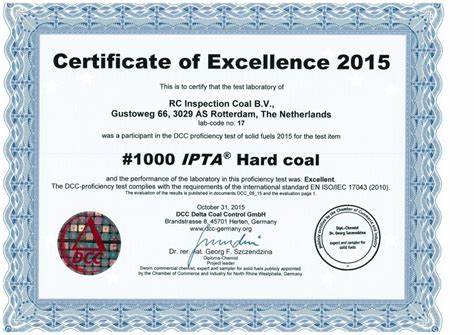 Certificate of Excellence 2015
This is to certify that the test laboratory of
RC Inspection Coal B.V.,
Gustoweg 66, 3029 AS Rotterdam, The Netherlands
lab-code no. 17
was a participant in the DCC proficiency test of solid fuels 2015 for the test item
#1000 IPTA® Hard coal
and the performance of the laboratory in this proficiency test was: Excellent.
The DCC-proficiency test complies with the requirements of the international standard EN ISO/IEC 17043 (2010).
The evaluation of the results is published in documents DCC_05_15 and the evaluation is based on these results.
October 31, 2015
DCC Delta Coal Control GmbH
Brandstrasse 8, 45701 Herten, Germany
www.dcc-germany.org
Dr. rer. nat. Georg F. Szczendzina
Diploma-Chemist
Project leader
Sworn commercial chemist, expert and sampler for solid fuels publicly appointed
by the Chamber of Commerce and Industry for North Rhine Westphalia, Germany
DCC
Dipl.-Chemist
Dr. Georg Szczendzina
expert and sampler for
solid fuels